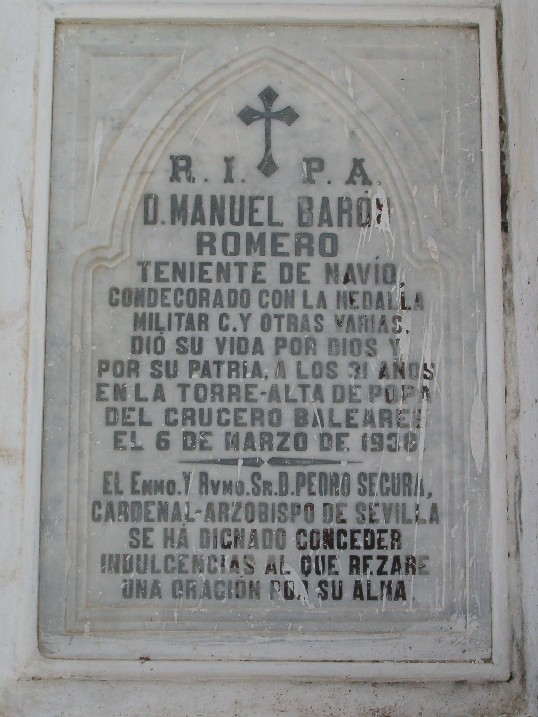 R. I. P. A.
D. MANUEL BARÓN
ROMERO
TENIENTE DE NAVIO,
CONDECORADO CON LA MEDALLA
MILITAR C. Y OTRAS VARIAS.
DIÓ SU VIDA POR DIOS Y
POR SU PATRIA, A LOS 31 AÑOS
EN LA TORRE-ALTA DE POPA
DEL CRUCERO BALEARES
EL 6 DE MARZO DE 1938
EL EMMO. Y RVMO. SR. D. PEDRO SEGURA,
CARDENAL-ARZOBISPO DE SEVILLA
SE HÁ DIGNADO CONCEDER
INDULGENCIAS AL QUE REZARE
UNA ORACIÓN POR SU ALMA.